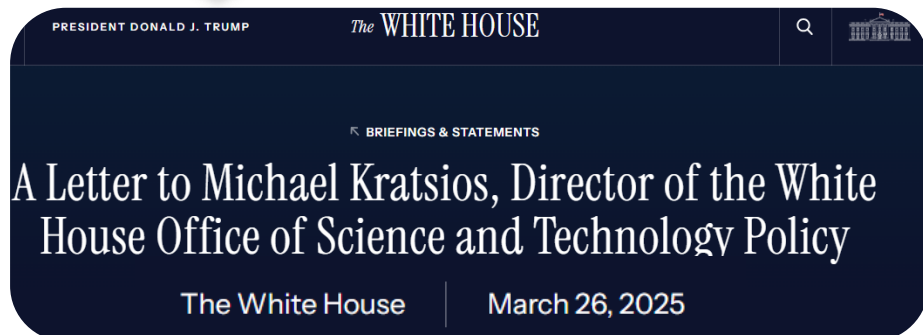 PRESIDENT DONALD J. TRUMP
The WHITE HOUSE
BRIEFINGS & STATEMENTS
A Letter to Michael Kratsios, Director of the White
House Office of Science and Technology Policy
The White House
March 26, 2025